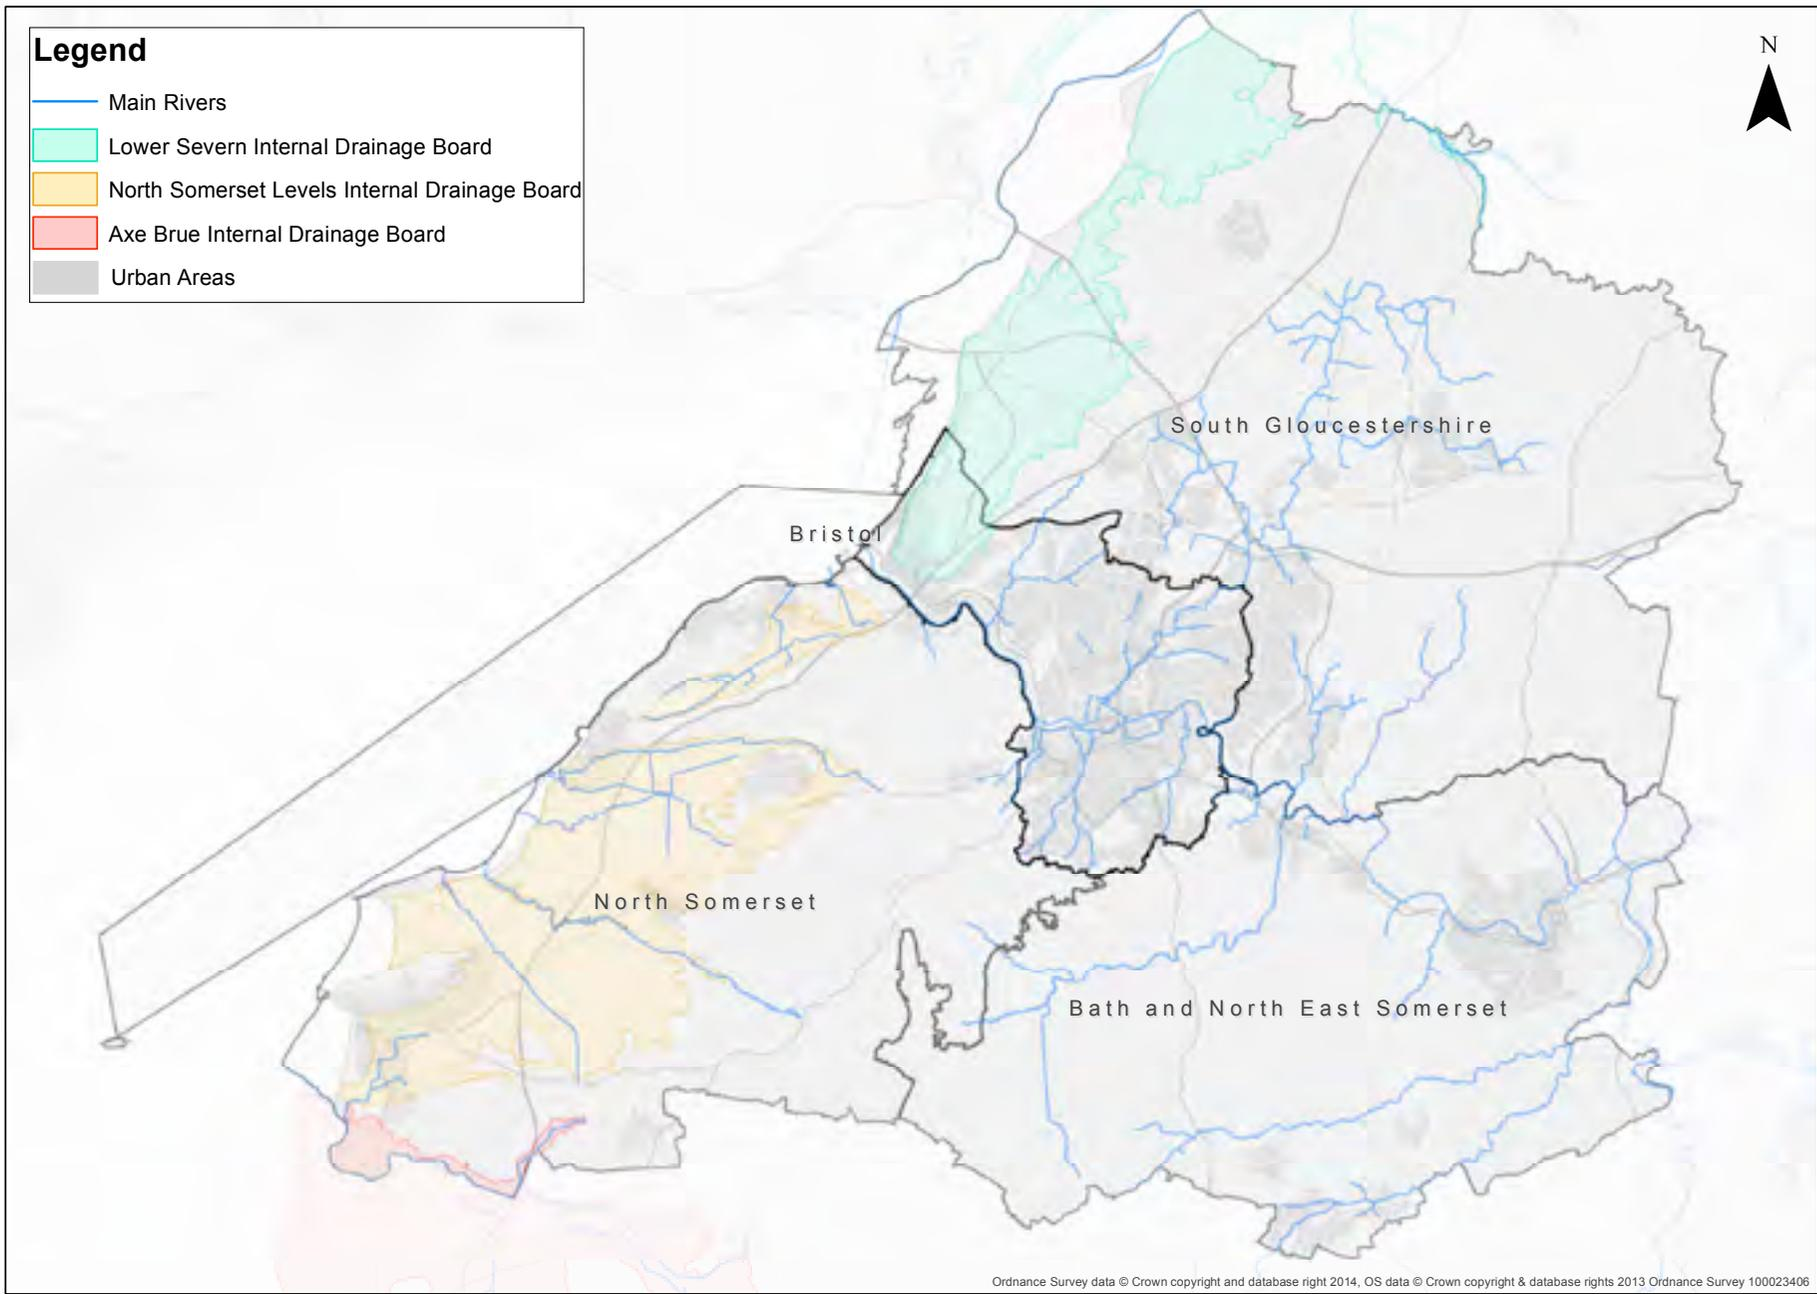 Legend
Main Rivers
Lower Severn Internal Drainage Board
North Somerset Levels Internal Drainage Board
Axe Brue Internal Drainage Board
Urban Areas
N
South Gloucestershire
Bristol
North Somerset
Bath and North East Somerset
Ordnance Survey data © Crown copyright and database right 2014, OS data © Crown copyright & database rights 2013 Ordnance Survey 100023406